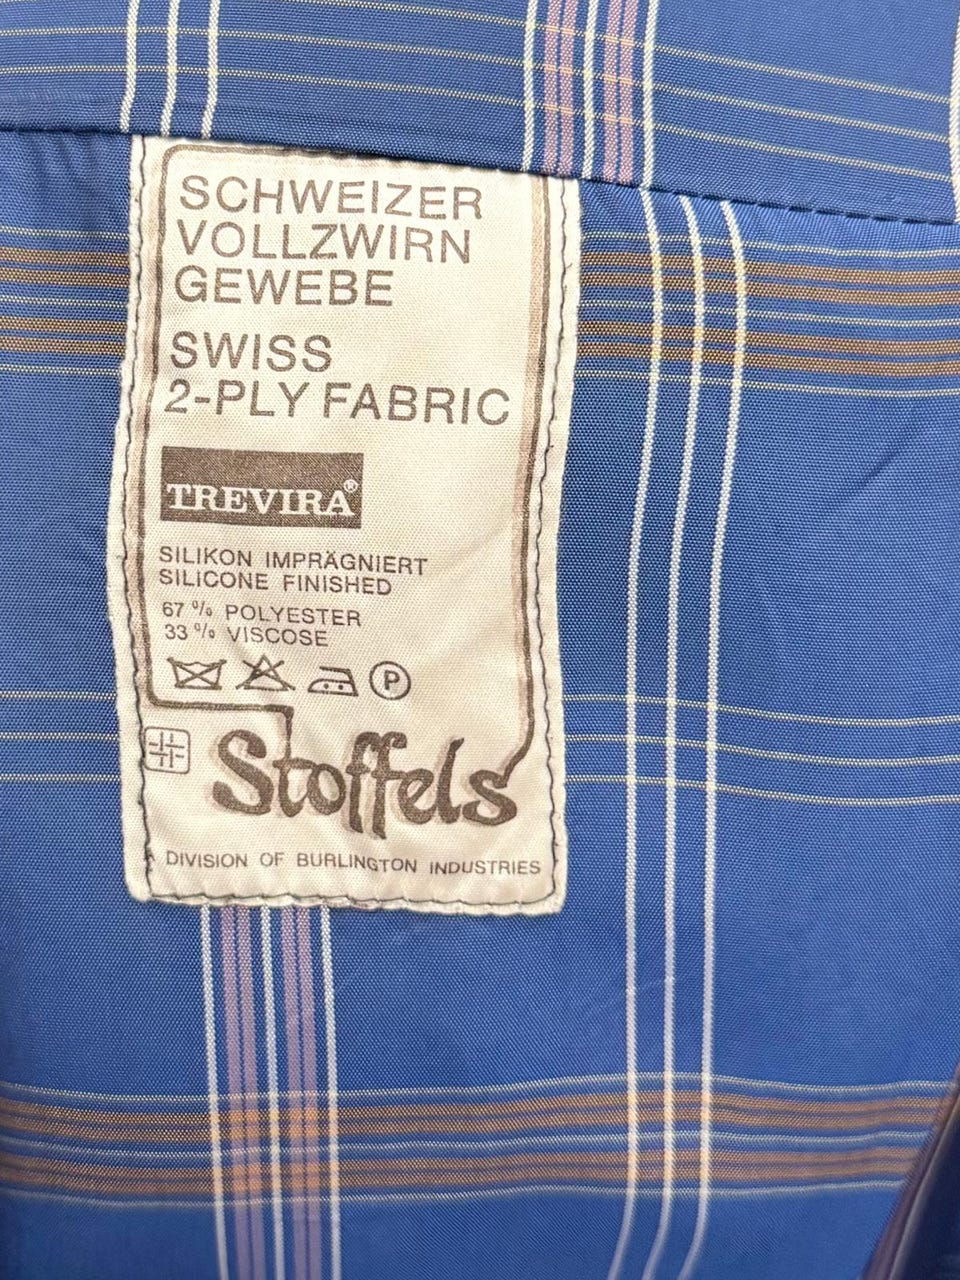 SCHWEIZER
VOLLZWIRN
GEWEBE
SWISS
2-PLY FABRIC
TREVIRA®
SILIKON IMPRÄGNIERT
SILICONE FINISHED
67 % POLYESTER
33 % VISCOSE
P
Stoffels
DIVISION OF BURLINGTON INDUSTRIES